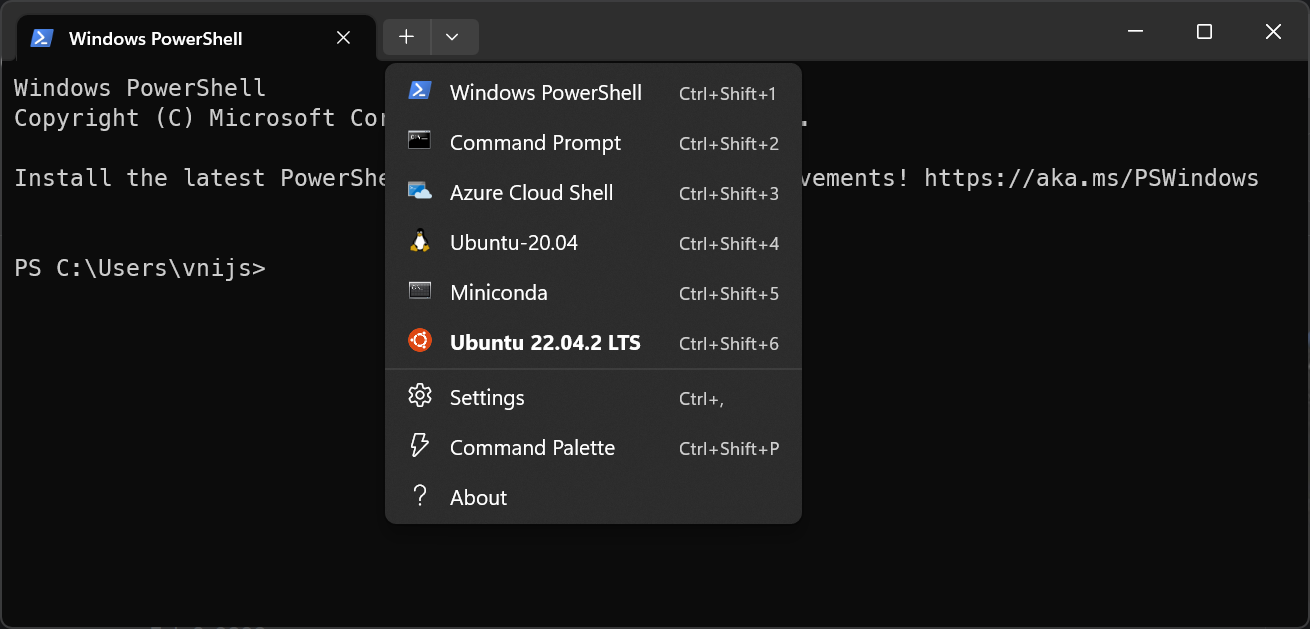 Windows PowerShell
Windows PowerShell
Copyright (C) Microsoft Cor
.
Install the latest PowerShe
vements! https://aka.ms/PSWindows
PS C:\Users\vnijs>
Windows PowerShell Ctrl+Shift+1
Command Prompt Ctrl+Shift+2
Azure Cloud Shell Ctrl+Shift+3
Ubuntu-20.04 Ctrl+Shift+4
Miniconda Ctrl+Shift+5
Ubuntu 22.04.2 LTS Ctrl+Shift+6
Settings Ctrl+,
Command Palette Ctrl+Shift+P
About